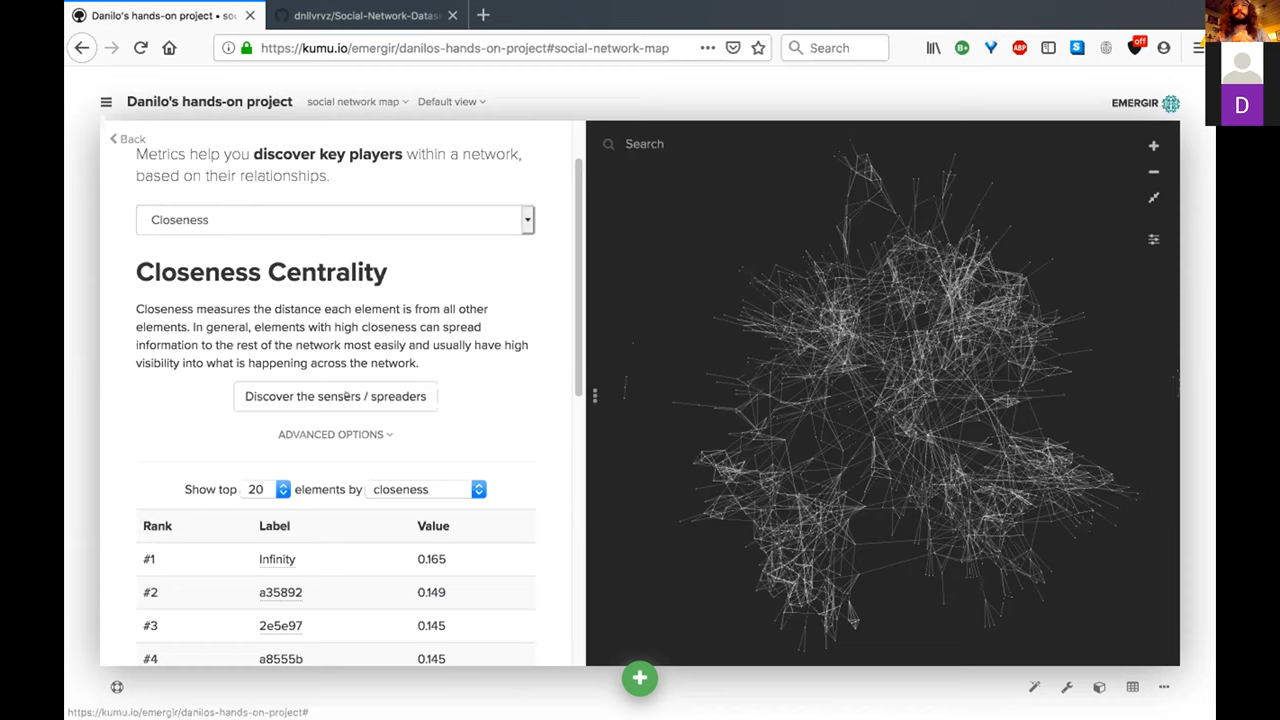 Danilo's hands-on project • so
dnllvrvz/Social-Network-Datas
https://kumu.io/emergir/danilos-hands-on-project#social-network-map
Search
B+
ABP
S
off
Danilo's hands-on project
social network map
Default view
EMERGIR
D
Back
Metrics help you discover key players within a network,
based on their relationships.
Closeness
Closeness Centrality
Closeness measures the distance each element is from all other
elements. In general, elements with high closeness can spread
information to the rest of the network most easily and usually have high
visibility into what is happening across the network.
Discover the sensers / spreaders
ADVANCED OPTIONS
Show top 20 elements by closeness
Rank Label Value
#1 Infinity 0.165
#2 a35892 0.149
#3 2e5e97 0.145
#4 a8555b 0.145
Search
https://kumu.io/emergir/danilos-hands-on-project#